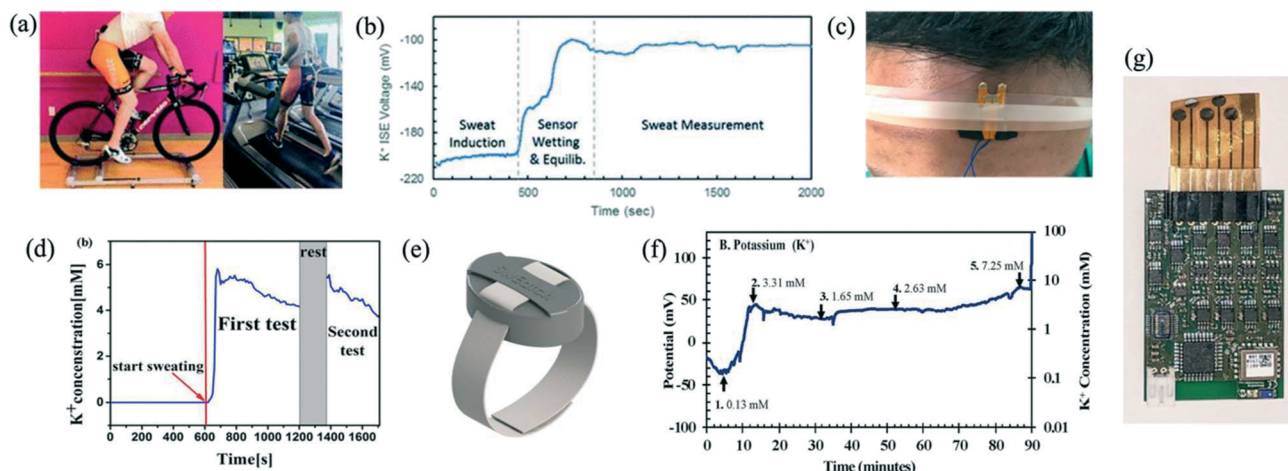 (a)
(b)
-100
-140
-180
-220
K⁺ ISE Voltage (mV)
Sweat
Induction
Sensor
Wetting
& Equilib.
Sweat Measurement
0
500
1000
1500
2000
Time (sec)
(c)
(g)
(d)
(b)
K⁺concenstration[mM]
6
4
2
0
rest
First test
Second
test
start sweating
0
200
400
600
800
1000
1200
1400
1600
Time[s]
(e)
(f)
B. Potassium (K⁺)
Potential (mV)
100
50
0
-50
-100
1. 0.13 mM
2. 3.31 mM
3. 1.65 mM
4. 2.63 mM
5. 7.25 mM
100
10
1
0.1
0.01
K⁺ Concentration (mM)
0
10
20
30
40
50
60
70
80
90
Time (minutes)